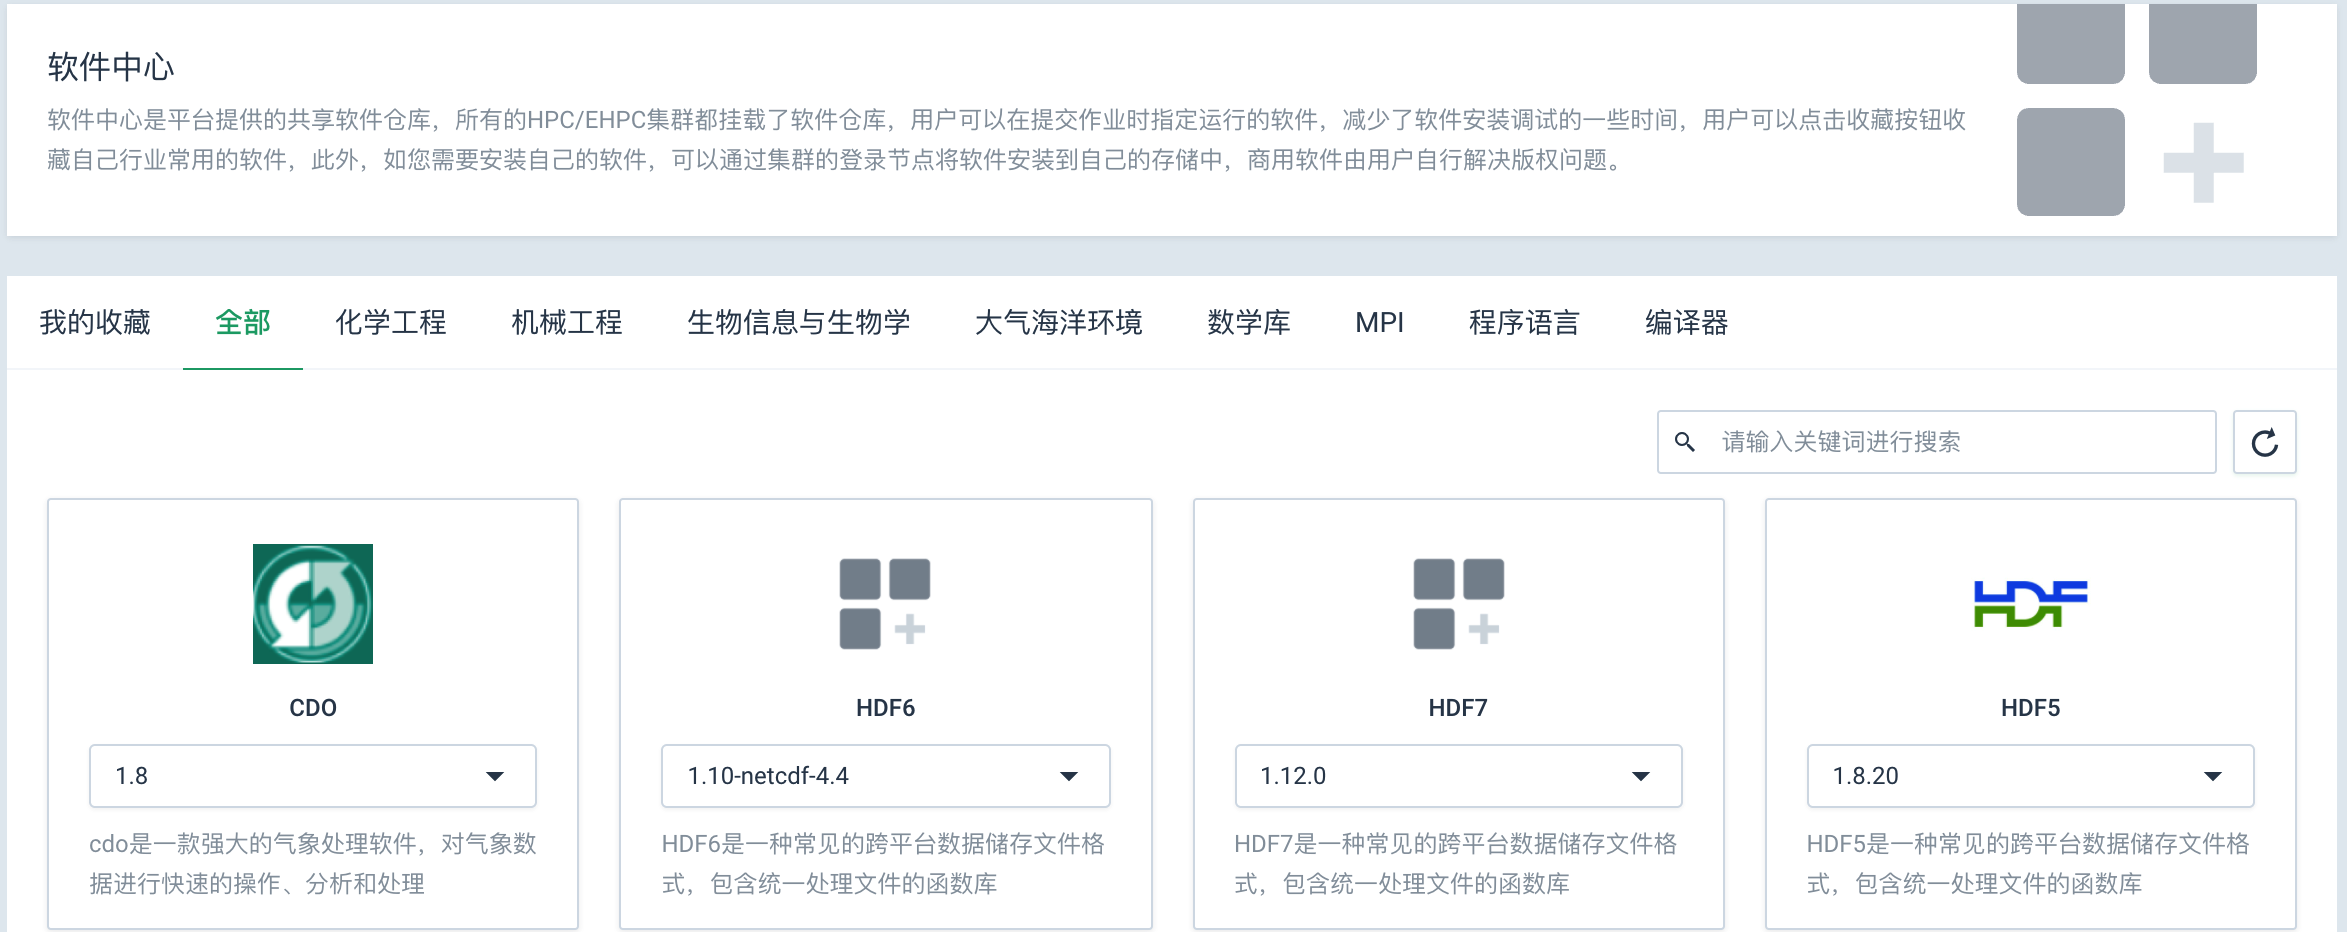 软件中心
软件中心是平台提供的共享软件仓库，所有的HPC/EHPC集群都挂载了软件仓库，用户可以在提交作业时指定运行的软件，减少了软件安装调试的一些时间，用户可以点击收藏按钮收
藏自己行业常用的软件，此外，如您需要安装自己的软件，可以通过集群的登录节点将软件安装到自己的存储中，商用软件由用户自行解决版权问题。
我的收藏 全部 化学工程 机械工程 生物信息与生物学 大气海洋环境 数学库 MPI 程序语言 编译器
请输入关键词进行搜索
HDF
CDO
1.8
cdo是一款强大的气象处理软件，对气象数
据进行快速的操作、分析和处理
HDF6
1.10-netcdf-4.4
HDF6是一种常见的跨平台数据储存文件格
式，包含统一处理文件的函数库
HDF7
1.12.0
HDF7是一种常见的跨平台数据储存文件格
式，包含统一处理文件的函数库
HDF5
1.8.20
HDF5是一种常见的跨平台数据储存文件格
式，包含统一处理文件的函数库